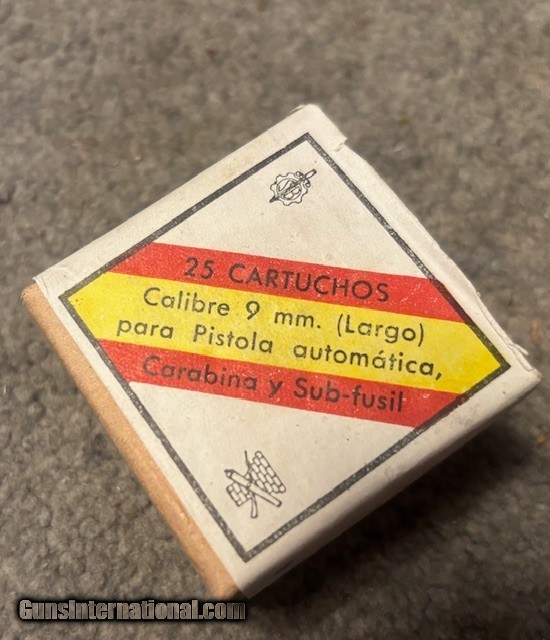 25 CARTUCHOS
Calibre 9 mm. (Largo)
para Pistola automática,
Carabina y Sub-fusil
GunsInternational.com